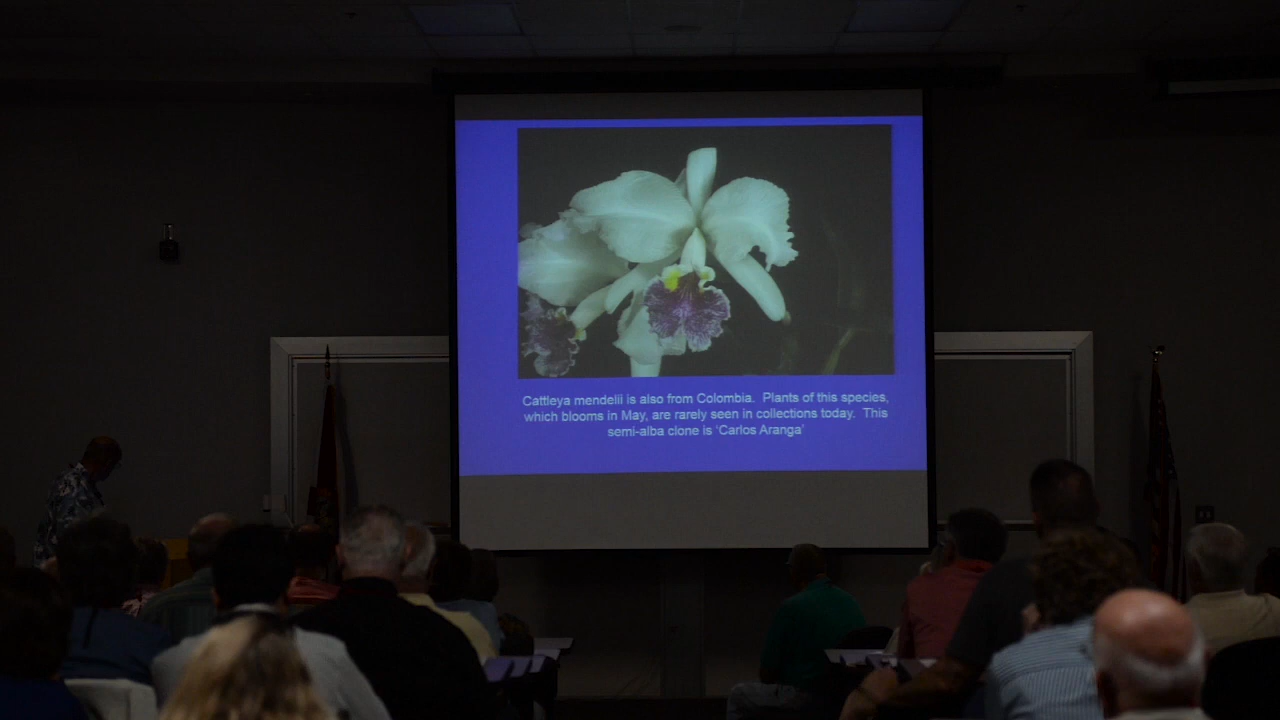 Cattleya mendelii is also from Colombia.  Plants of this species,
which blooms in May, are rarely seen in collections today.  This
semi-alba clone is ‘Carlos Aranga’